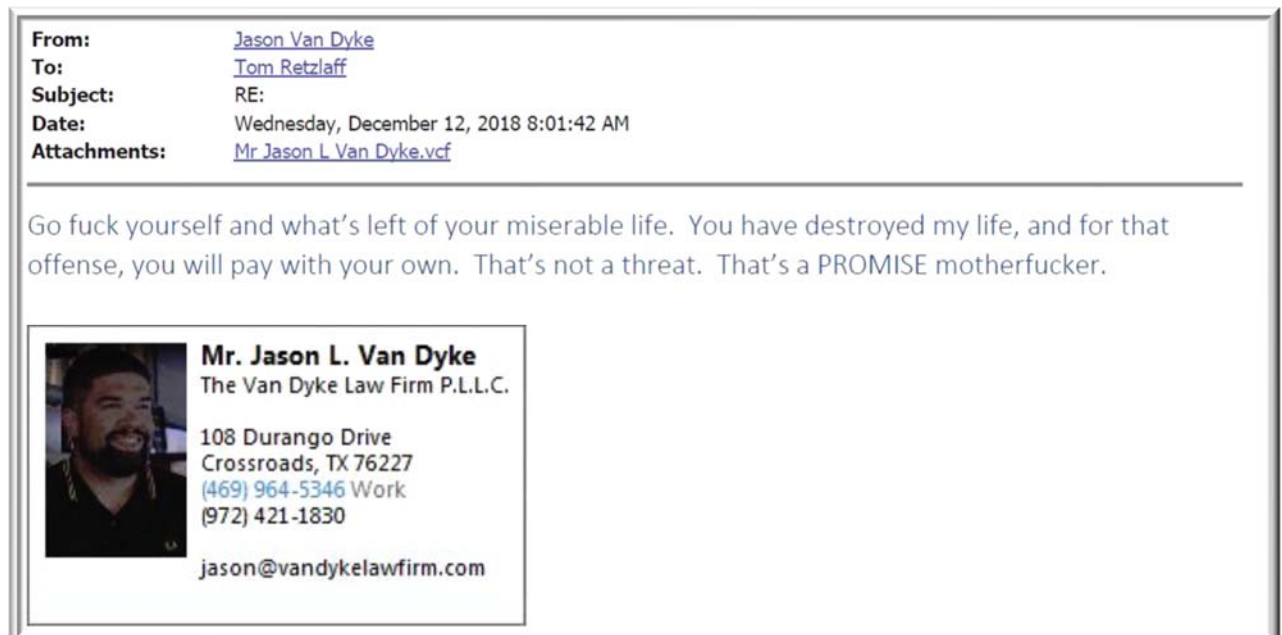 From: Jason Van Dyke
To: Tom Retzlaff
Subject: RE:
Date: Wednesday, December 12, 2018 8:01:42 AM
Attachments: Mr Jason L Van Dyke.vcf
Go fuck yourself and what's left of your miserable life.  You have destroyed my life, and for that
offense, you will pay with your own.  That's not a threat.  That's a PROMISE motherfucker.
Mr. Jason L. Van Dyke
The Van Dyke Law Firm P.L.L.C.
108 Durango Drive
Crossroads, TX 76227
(469) 964-5346 Work
(972) 421-1830
jason@vandykelawfirm.com